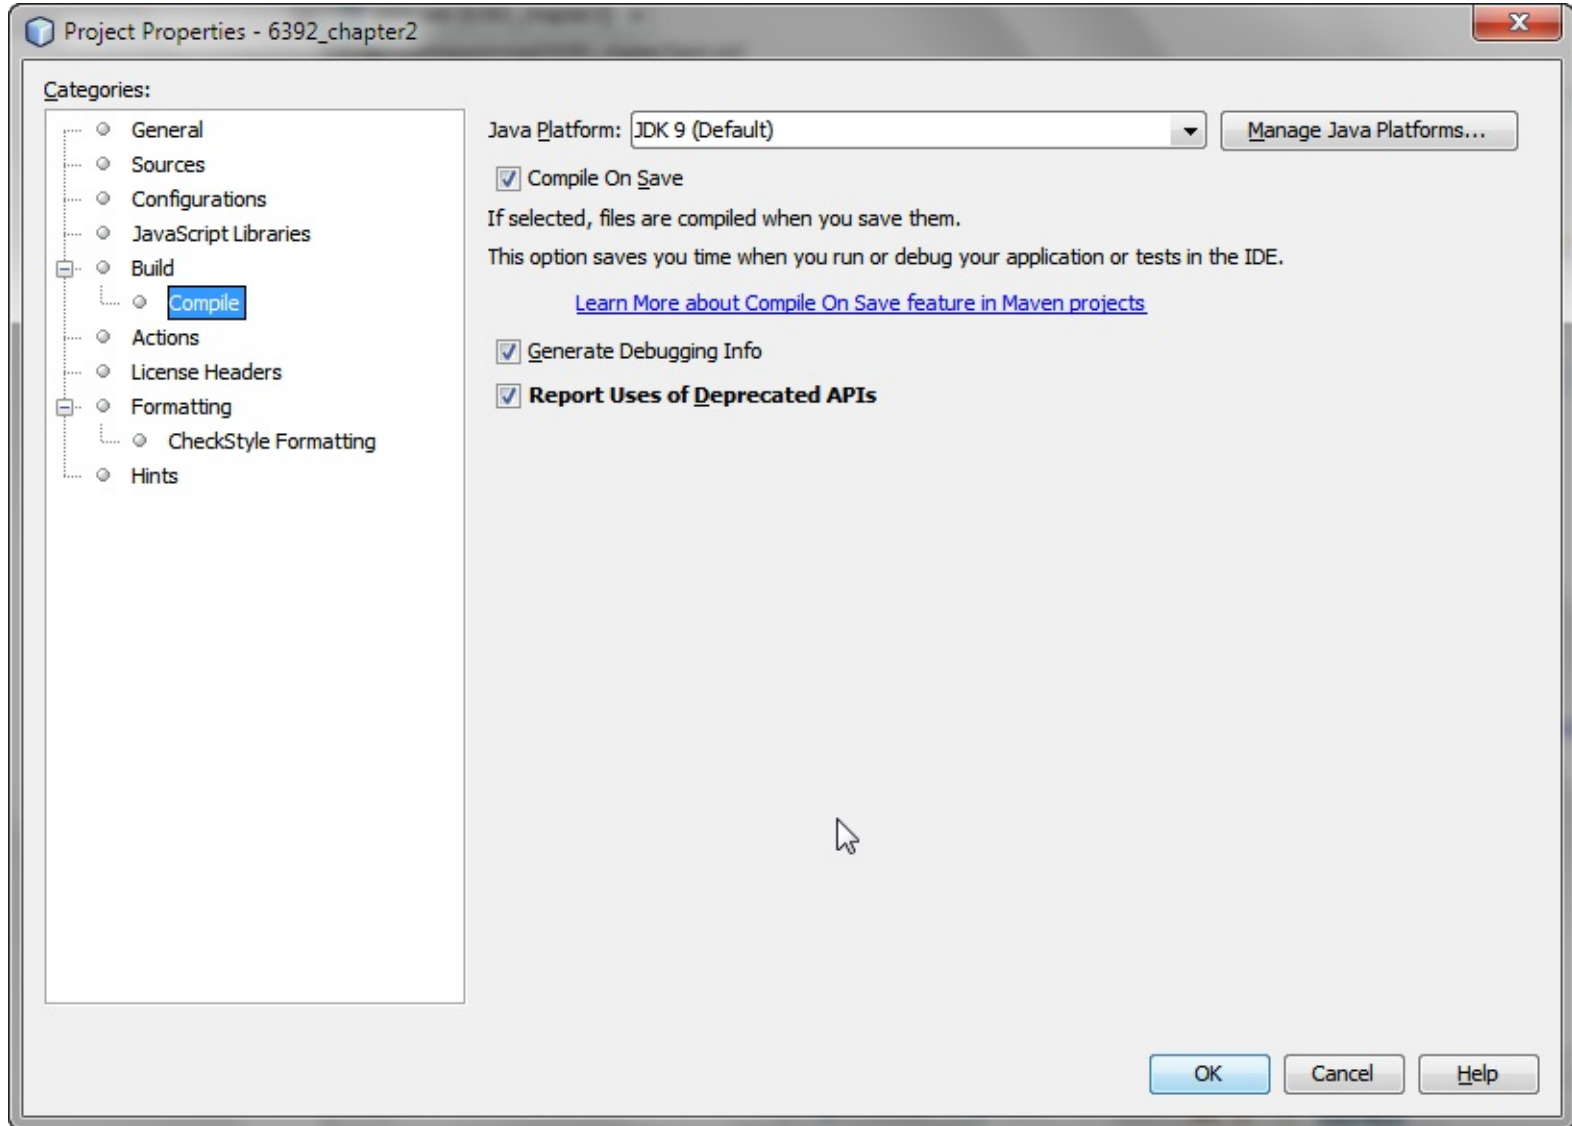 Project Properties - 6392_chapter2
Categories:
General
Sources
Configurations
JavaScript Libraries
Build
Compile
Actions
License Headers
Formatting
CheckStyle Formatting
Hints
Java Platform: JDK 9 (Default) Manage Java Platforms...
Compile On Save
If selected, files are compiled when you save them.
This option saves you time when you run or debug your application or tests in the IDE.
Learn More about Compile On Save feature in Maven projects
Generate Debugging Info
Report Uses of Deprecated APIs
OK Cancel Help